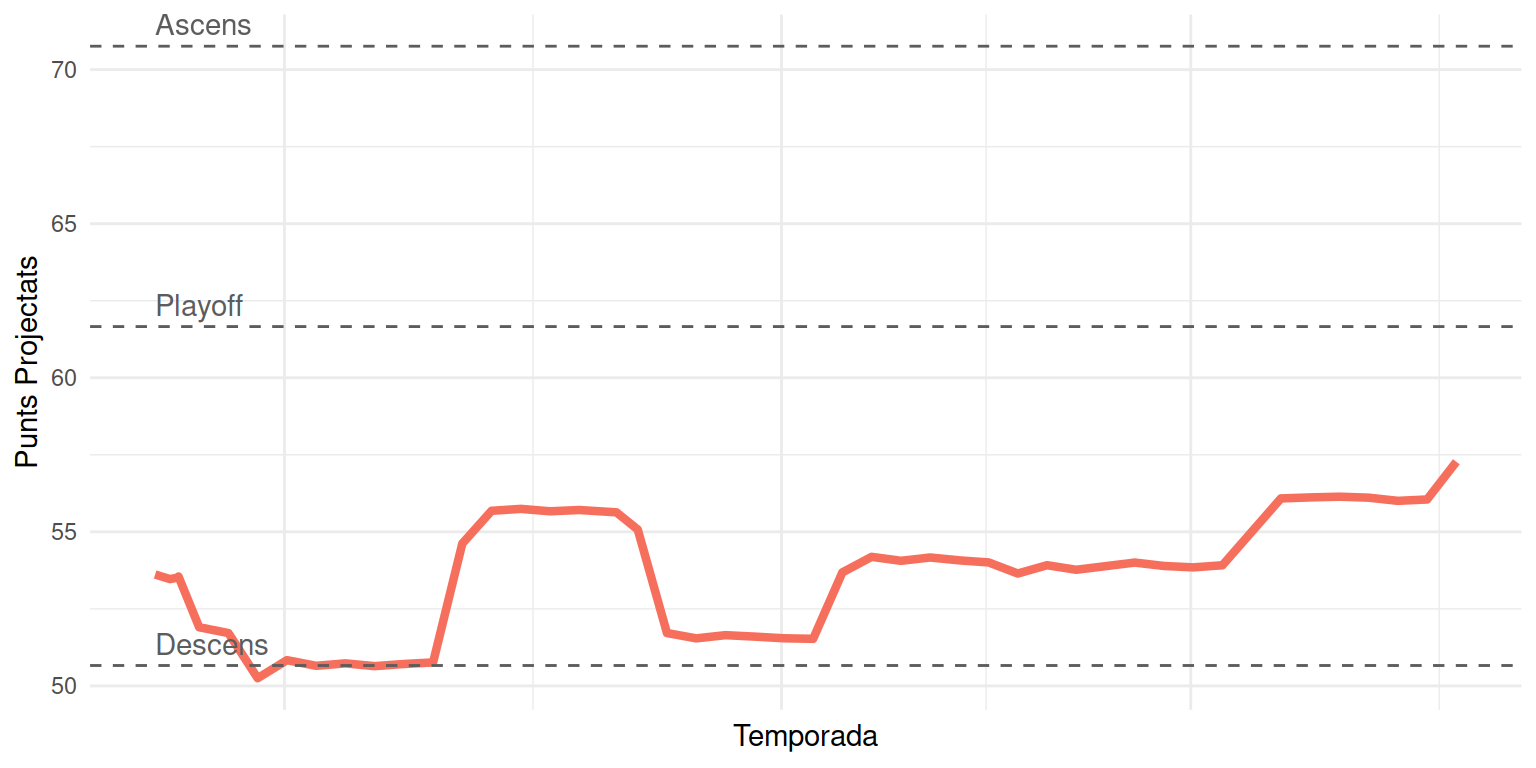 Ascens
70
65
Playoff
Punts Projectats
60
55
Descens
50
Temporada